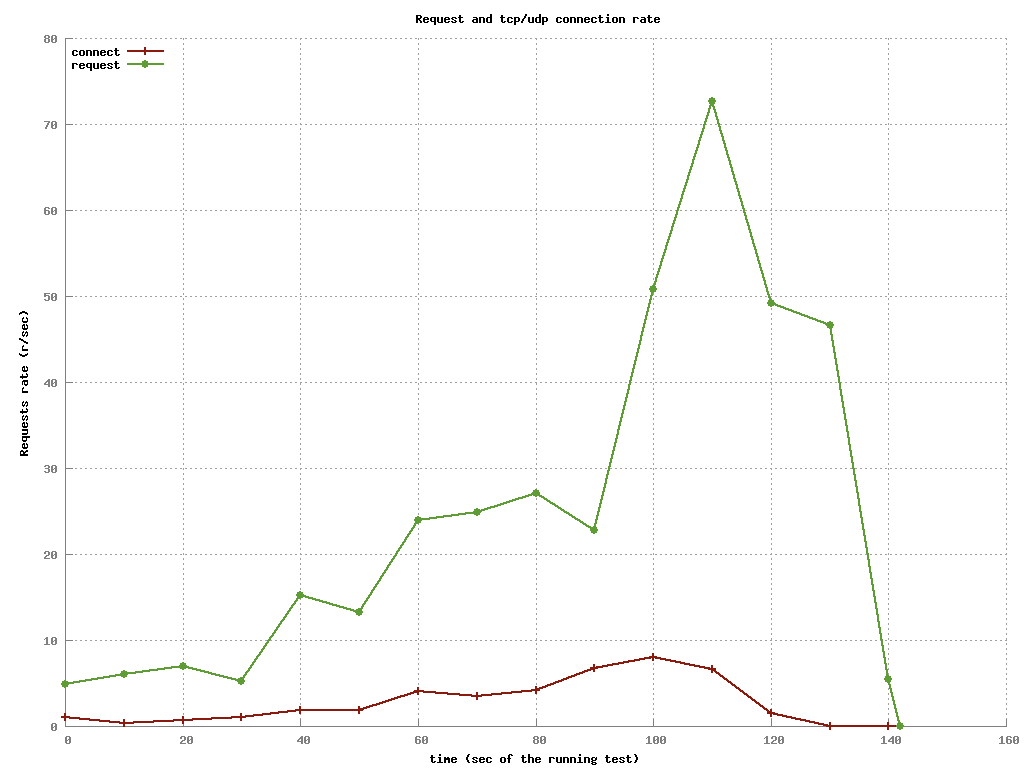 Request and tcp/udp connection rate
80
connect
request
70
60
50
40
30
20
10
0
Requests rate (r/sec)
0 20 40 60 80 100 120 140 160
time (sec of the running test)